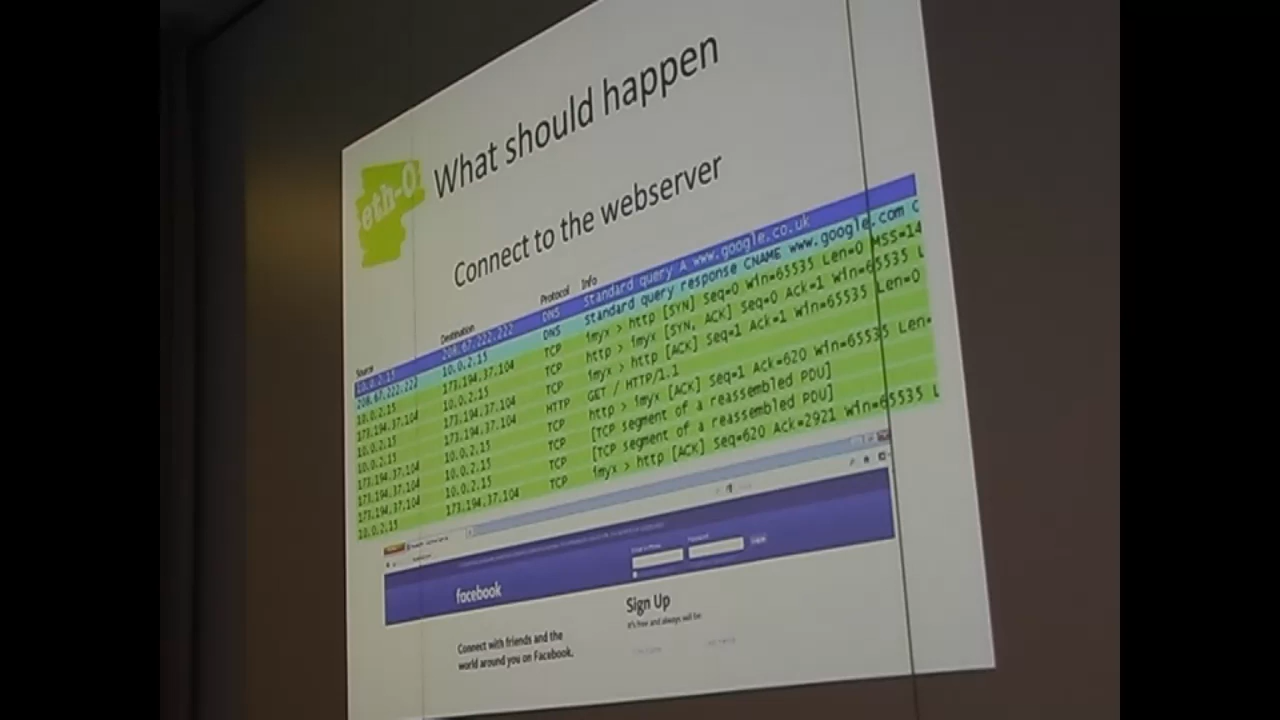 What should happen
eth-0
Connect to the webserver
Source Destination Protocol Info
10.0.2.15 208.67.222.222 DNS Standard query A www.google.co.uk
208.67.222.222 10.0.2.15 DNS Standard query response CNAME www.google.com C
10.0.2.15 173.194.37.104 TCP imyx > http [SYN] Seq=0 Win=65535 Len=0 MSS=14
173.194.37.104 10.0.2.15 TCP http > imyx [SYN, ACK] Seq=0 Ack=1 Win=65535 L
10.0.2.15 173.194.37.104 TCP imyx > http [ACK] Seq=1 Ack=1 Win=65535 Len=0
10.0.2.15 173.194.37.104 HTTP GET / HTTP/1.1
173.194.37.104 10.0.2.15 TCP http > imyx [ACK] Seq=1 Ack=620 Win=65535 Len=
173.194.37.104 10.0.2.15 TCP [TCP segment of a reassembled PDU]
173.194.37.104 10.0.2.15 TCP [TCP segment of a reassembled PDU]
10.0.2.15 173.194.37.104 TCP imyx > http [ACK] Seq=620 Ack=2921 Win=65535 L
facebook
Sign Up
It's free and always will be.
Connect with friends and the
world around you on Facebook.